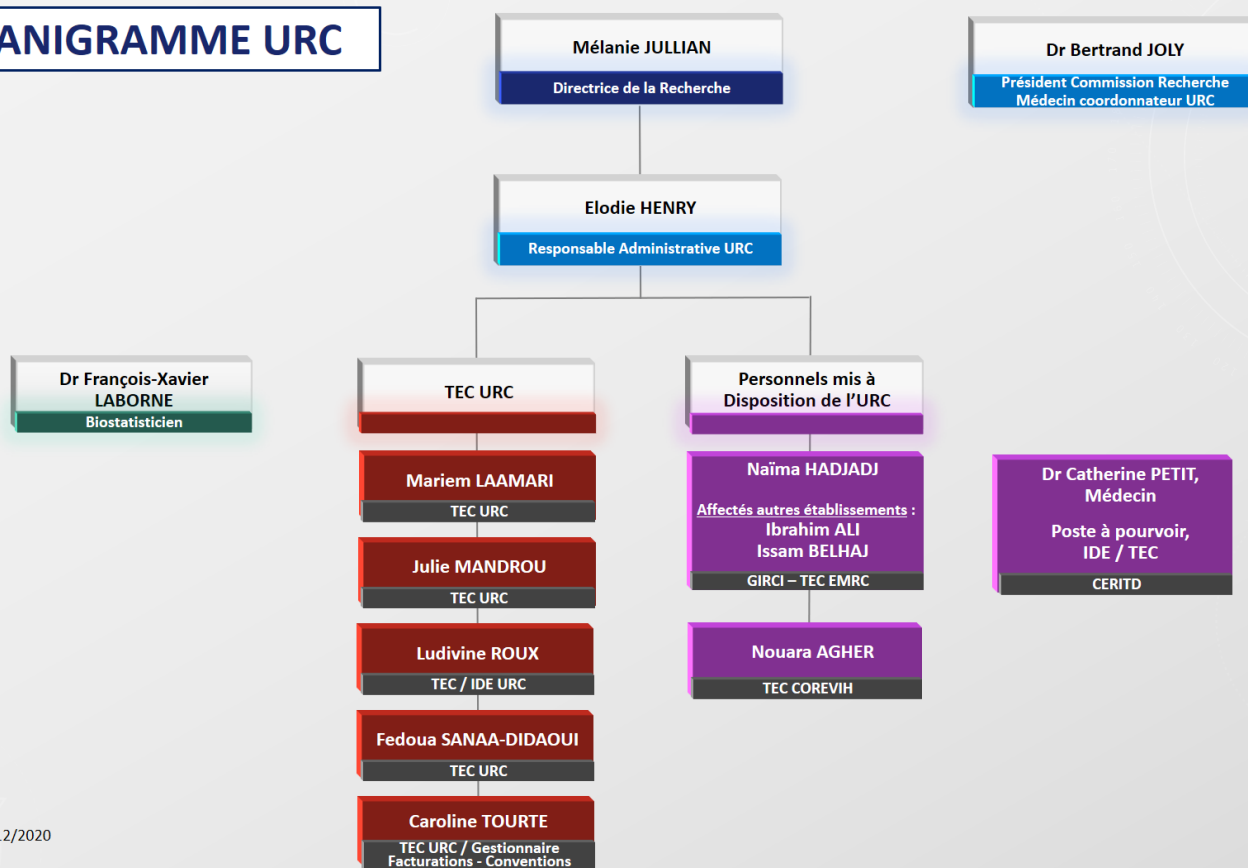 ANIGRAMME URC
Mélanie JULLIAN
Directrice de la Recherche
Dr Bertrand JOLY
Président Commission Recherche
Médecin coordonnateur URC
Elodie HENRY
Responsable Administrative URC
Dr François-Xavier
LABORNE
Biostatisticien
TEC URC
Mariem LAAMARI
TEC URC
Julie MANDROU
TEC URC
Ludivine ROUX
TEC / IDE URC
Fedoua SANAA-DIDAOUI
TEC URC
Caroline TOURTE
TEC URC / Gestionnaire
Facturations - Conventions
Personnels mis à
Disposition de l’URC
Naïma HADJADJ
Affectés autres établissements :
Ibrahim ALI
Issam BELHAJ
GIRCI – TEC EMRC
Nouara AGHER
TEC COREVIH
Dr Catherine PETIT,
Médecin
Poste à pourvoir,
IDE / TEC
CERITD
12/2020